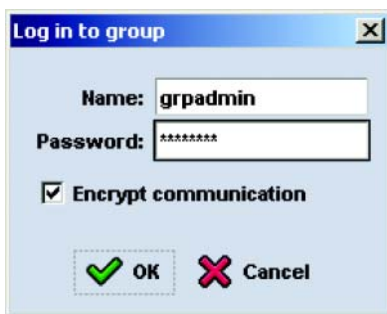 Log in to group
Name: grpadmin
Password: ********
Encrypt communication
OK Cancel